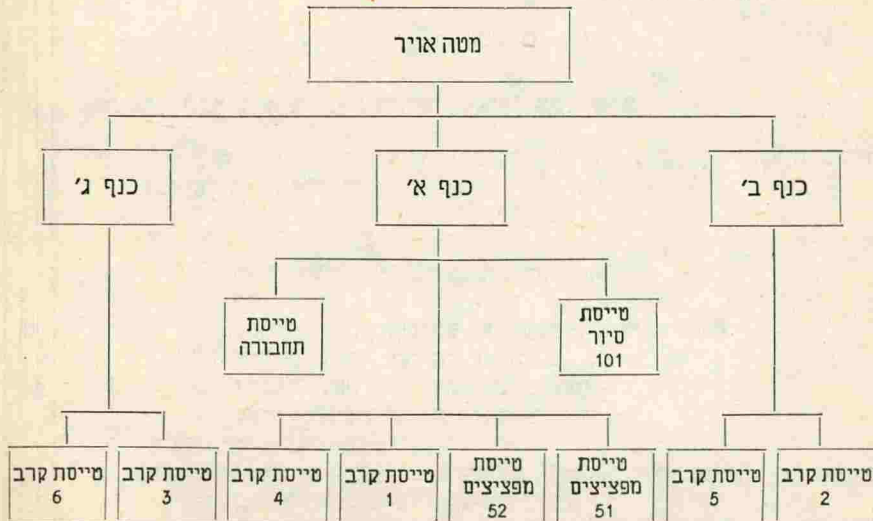 מטה אויר
כנף ב'
כנף א'
כנף ג'
טייסת
סיור
101
טייסת
תחבורה
טייסת קרב
2
טייסת קרב
5
טייסת
מפציצים
51
טייסת
מפציצים
52
טייסת קרב
1
טייסת קרב
4
טייסת קרב
3
טייסת קרב
6